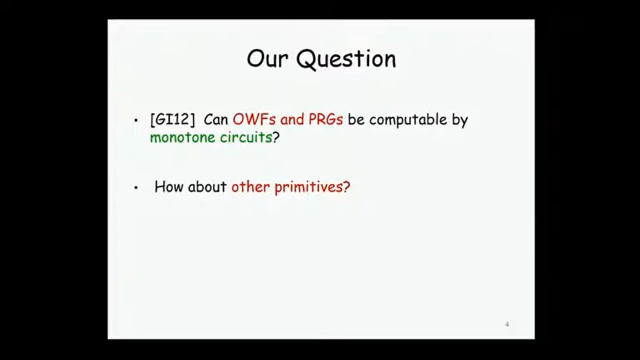 Our Question
• [GI12] Can OWFs and PRGs be computable by
monotone circuits?
• How about other primitives?
4